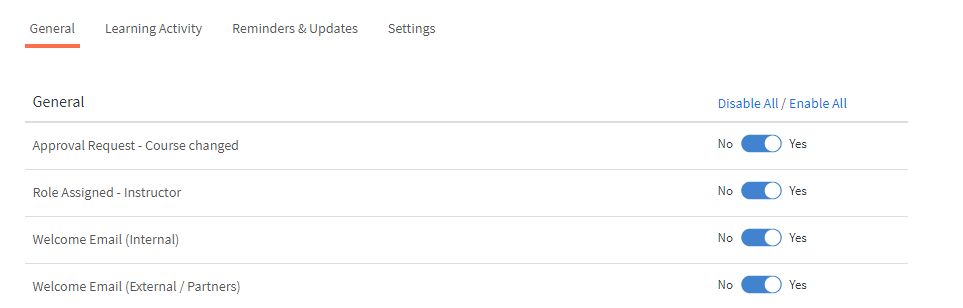 General Learning Activity Reminders & Updates Settings
General Disable All / Enable All
Approval Request - Course changed No Yes
Role Assigned - Instructor No Yes
Welcome Email (Internal) No Yes
Welcome Email (External / Partners) No Yes